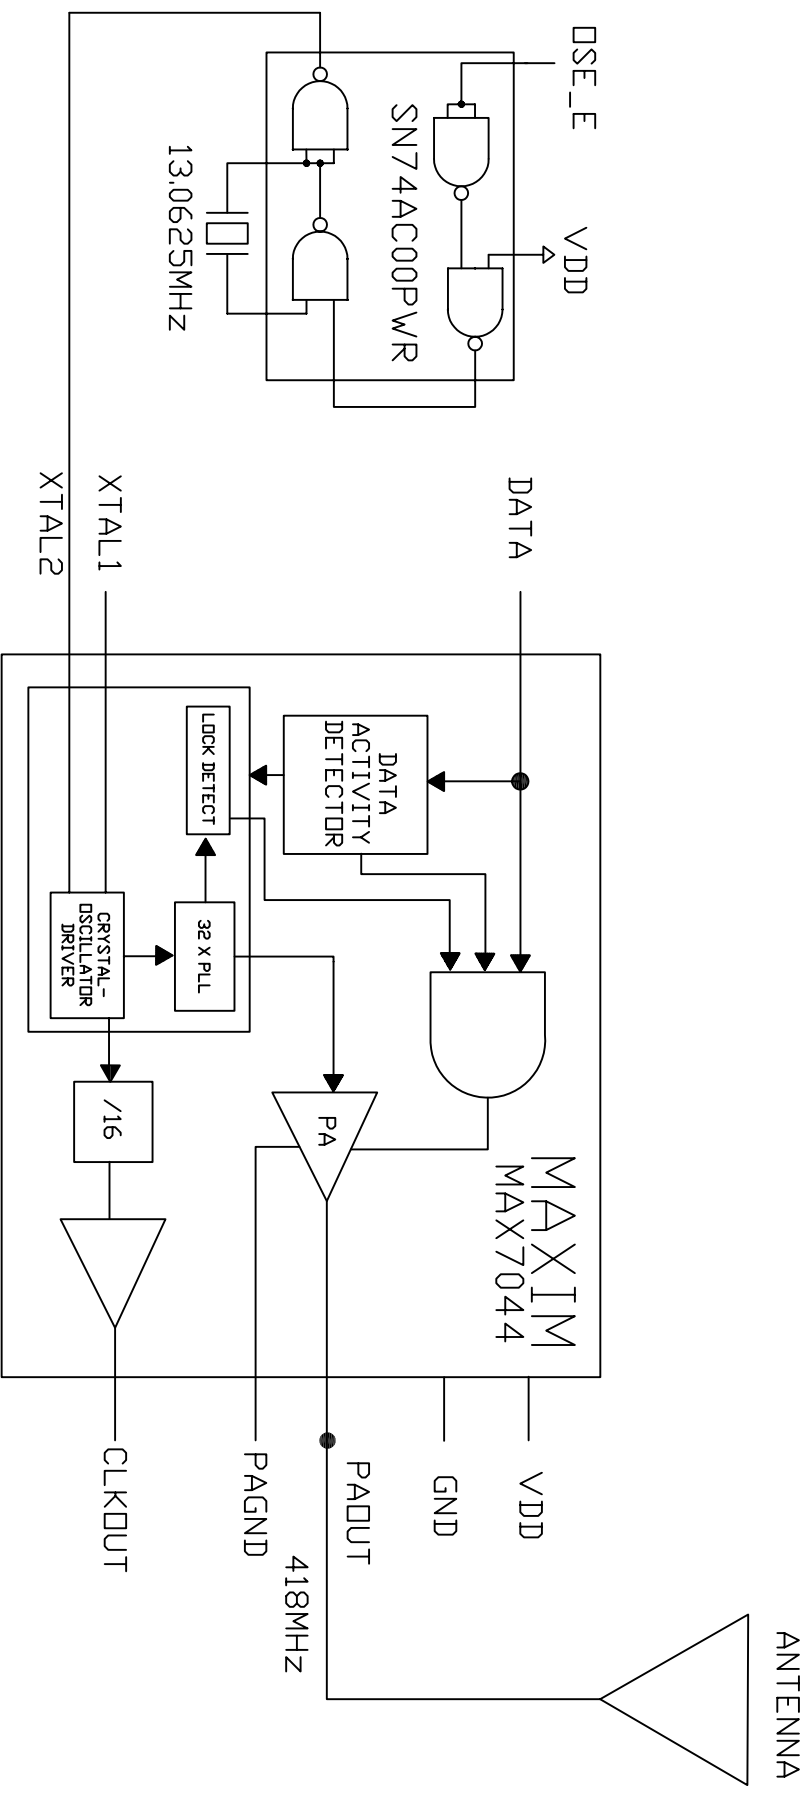 OSE_E
VDD
SN74AC00PWR
13.0625MHz
DATA
XTAL1
XTAL2
MAXIM
MAX7044
DATA
ACTIVITY
DETECTOR
LOCK DETECT
32 X PLL
CRYSTAL-
OSCILLATOR
DRIVER
/16
PA
VDD
GND
PAOUT
418MHz
PAGND
CLKOUT
ANTENNA